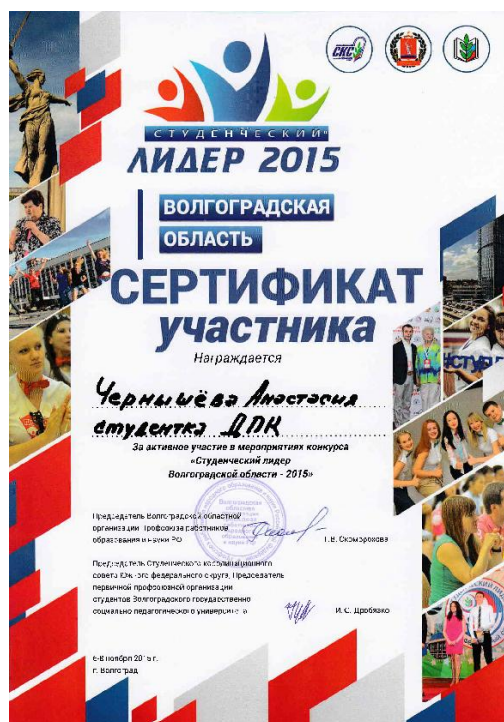 СКС
СТУДЕНЧЕСКИЙ
ЛИДЕР 2015
ВОЛГОГРАДСКАЯ
ОБЛАСТЬ
СЕРТИФИКАТ
участника
Награждается
Чернышёва Анастасия
студентка ДПК
За активное участие в мероприятиях конкурса
«Студенческий лидер
Волгоградской области - 2015»
Председатель Волгоградской областной
организации Профсоюза работников
образования и науки РФ
Т.В. Скоморохова
Председатель Студенческого координационного
совета Южного федерального округа, Председатель
первичной профсоюзной организации
студентов Волгоградского государственного
социально педагогического университета
И. С. Дробязко
6-8 ноября 2015 г.
г. Волгоград